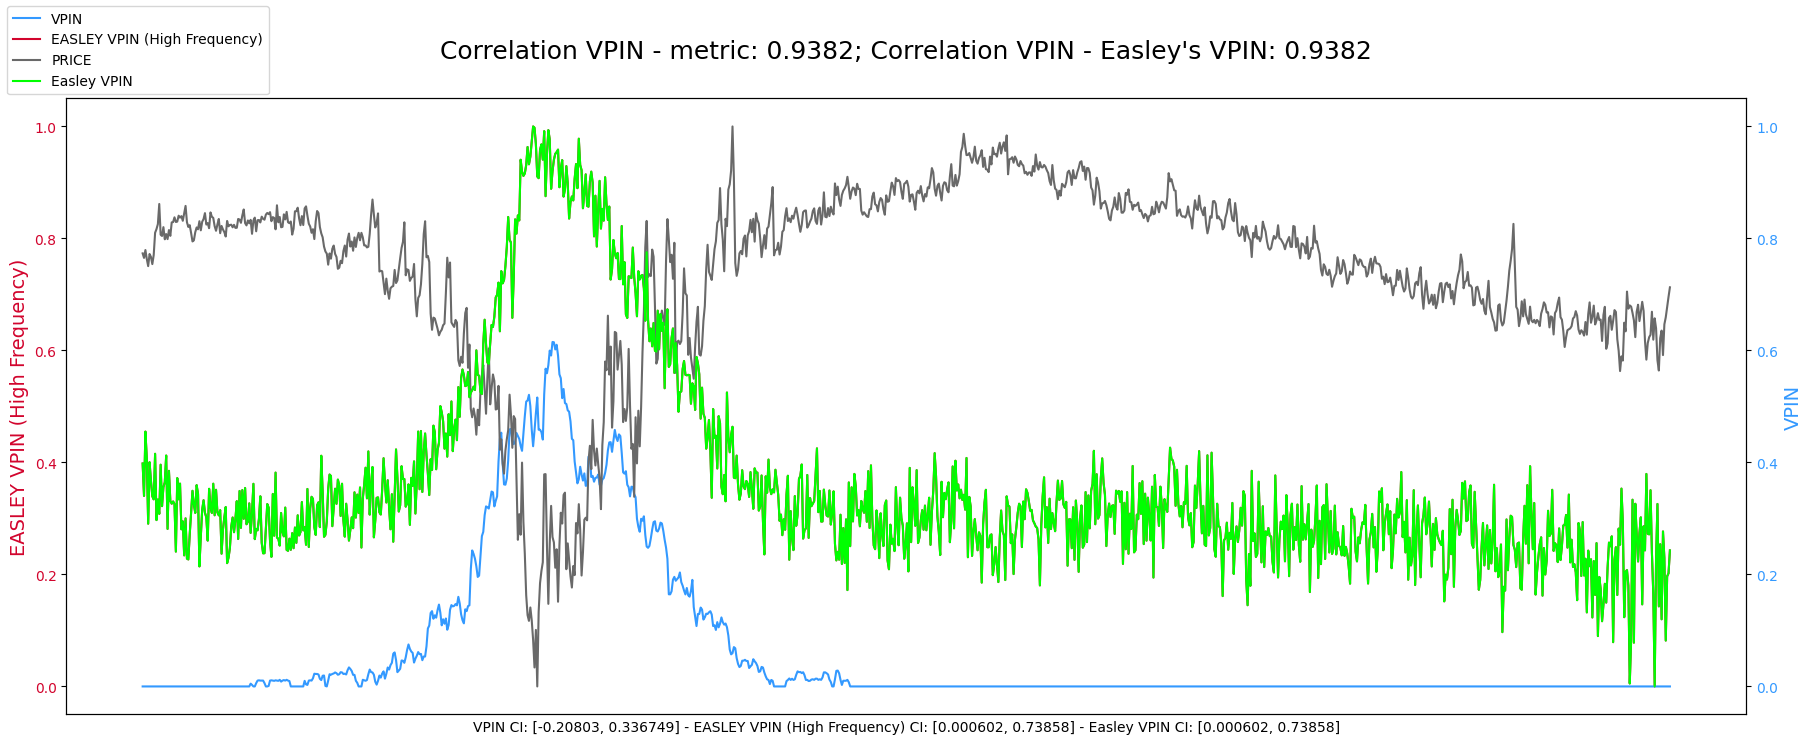 VPIN
EASLEY VPIN (High Frequency)
PRICE
Easley VPIN
Correlation VPIN - metric: 0.9382; Correlation VPIN - Easley's VPIN: 0.9382
EASLEY VPIN (High Frequency)
1.0
0.8
0.6
0.4
0.2
0.0
1.0
0.8
0.6
0.4
0.2
0.0
VPIN
VPIN CI: [-0.20803, 0.336749] - EASLEY VPIN (High Frequency) CI: [0.000602, 0.73858] - Easley VPIN CI: [0.000602, 0.73858]